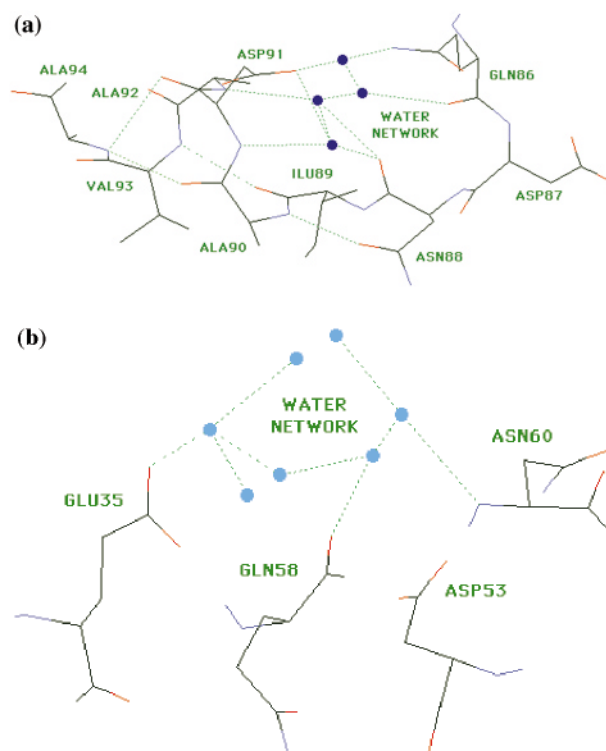 (a)
ASP91
ALA94
ALA92
GLN86
WATER
NETWORK
ILU89
VAL93
ASP87
ALA90
ASN88
(b)
WATER
NETWORK
ASN60
GLU35
GLN58
ASP53